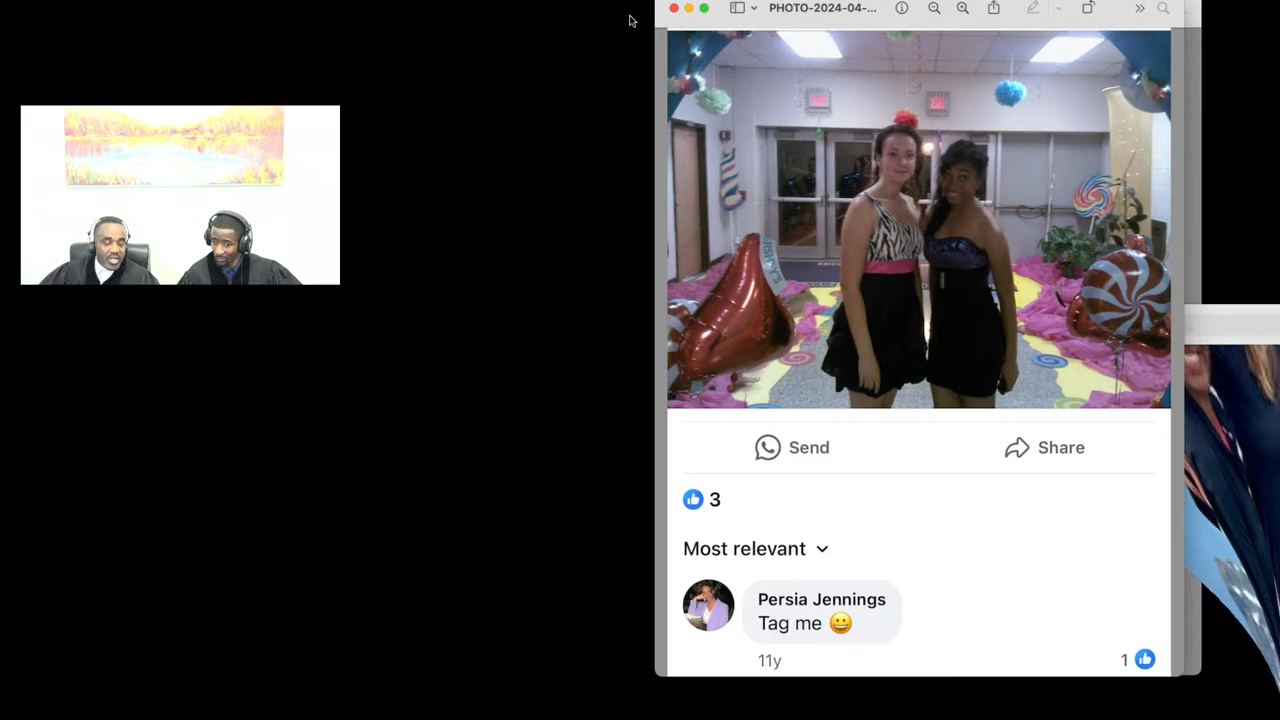 PHOTO-2024-04-...
Send
Share
3
Most relevant
Persia Jennings
Tag me 😀
11y
1